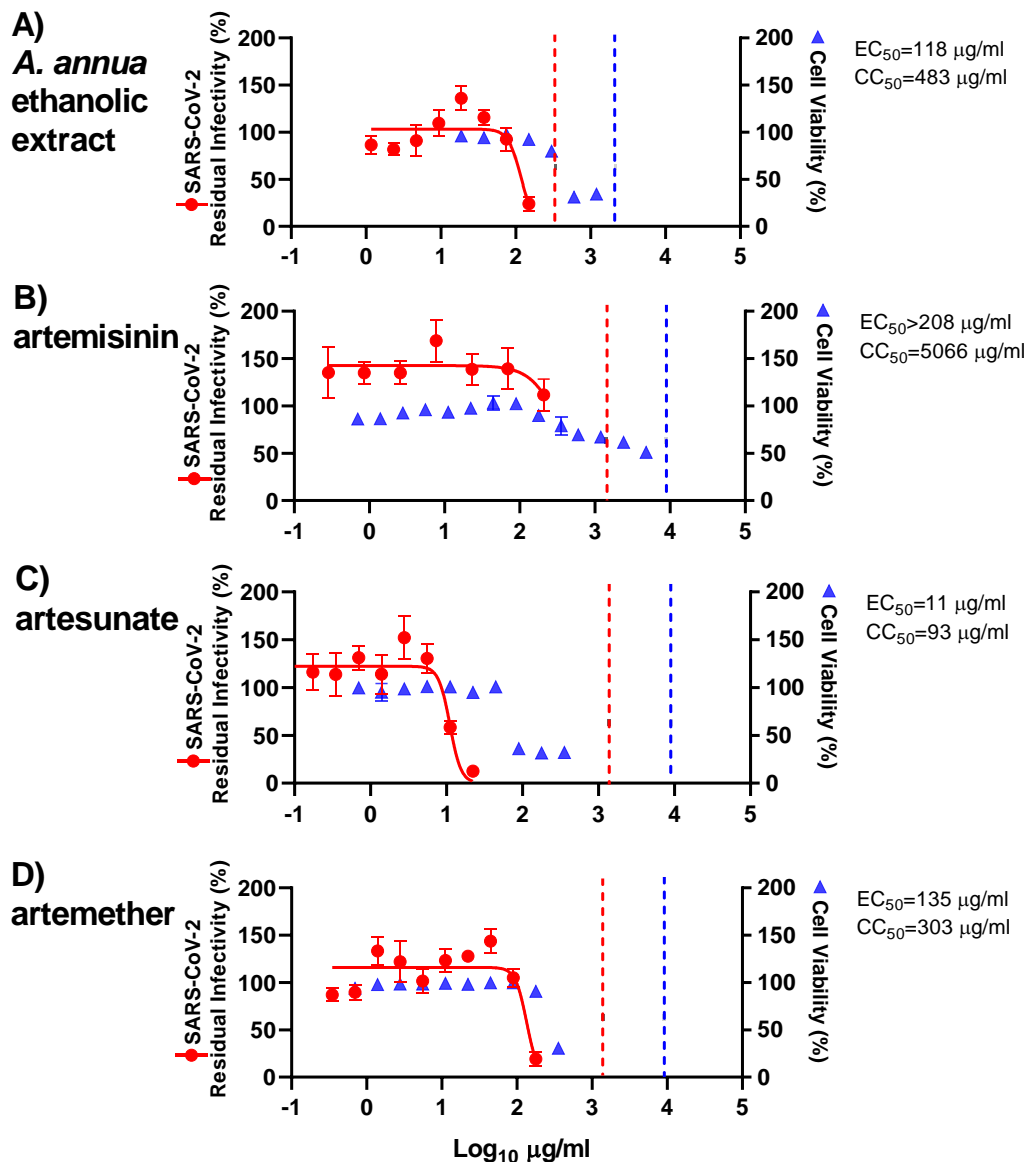 A)
A. annua
ethanolic
extract
SARS-CoV-2
Residual Infectivity (%)
200
150
100
50
0
200
150
100
50
0
Cell Viability (%)
-1 0 1 2 3 4 5
EC50=118 μg/ml
CC50=483 μg/ml
B)
artemisinin
SARS-CoV-2
Residual Infectivity (%)
200
150
100
50
0
200
150
100
50
0
Cell Viability (%)
-1 0 1 2 3 4 5
EC50>208 μg/ml
CC50=5066 μg/ml
C)
artesunate
SARS-CoV-2
Residual Infectivity (%)
200
150
100
50
0
200
150
100
50
0
Cell Viability (%)
-1 0 1 2 3 4 5
EC50=11 μg/ml
CC50=93 μg/ml
D)
artemether
SARS-CoV-2
Residual Infectivity (%)
200
150
100
50
0
200
150
100
50
0
Cell Viability (%)
-1 0 1 2 3 4 5
EC50=135 μg/ml
CC50=303 μg/ml
Log10 μg/ml